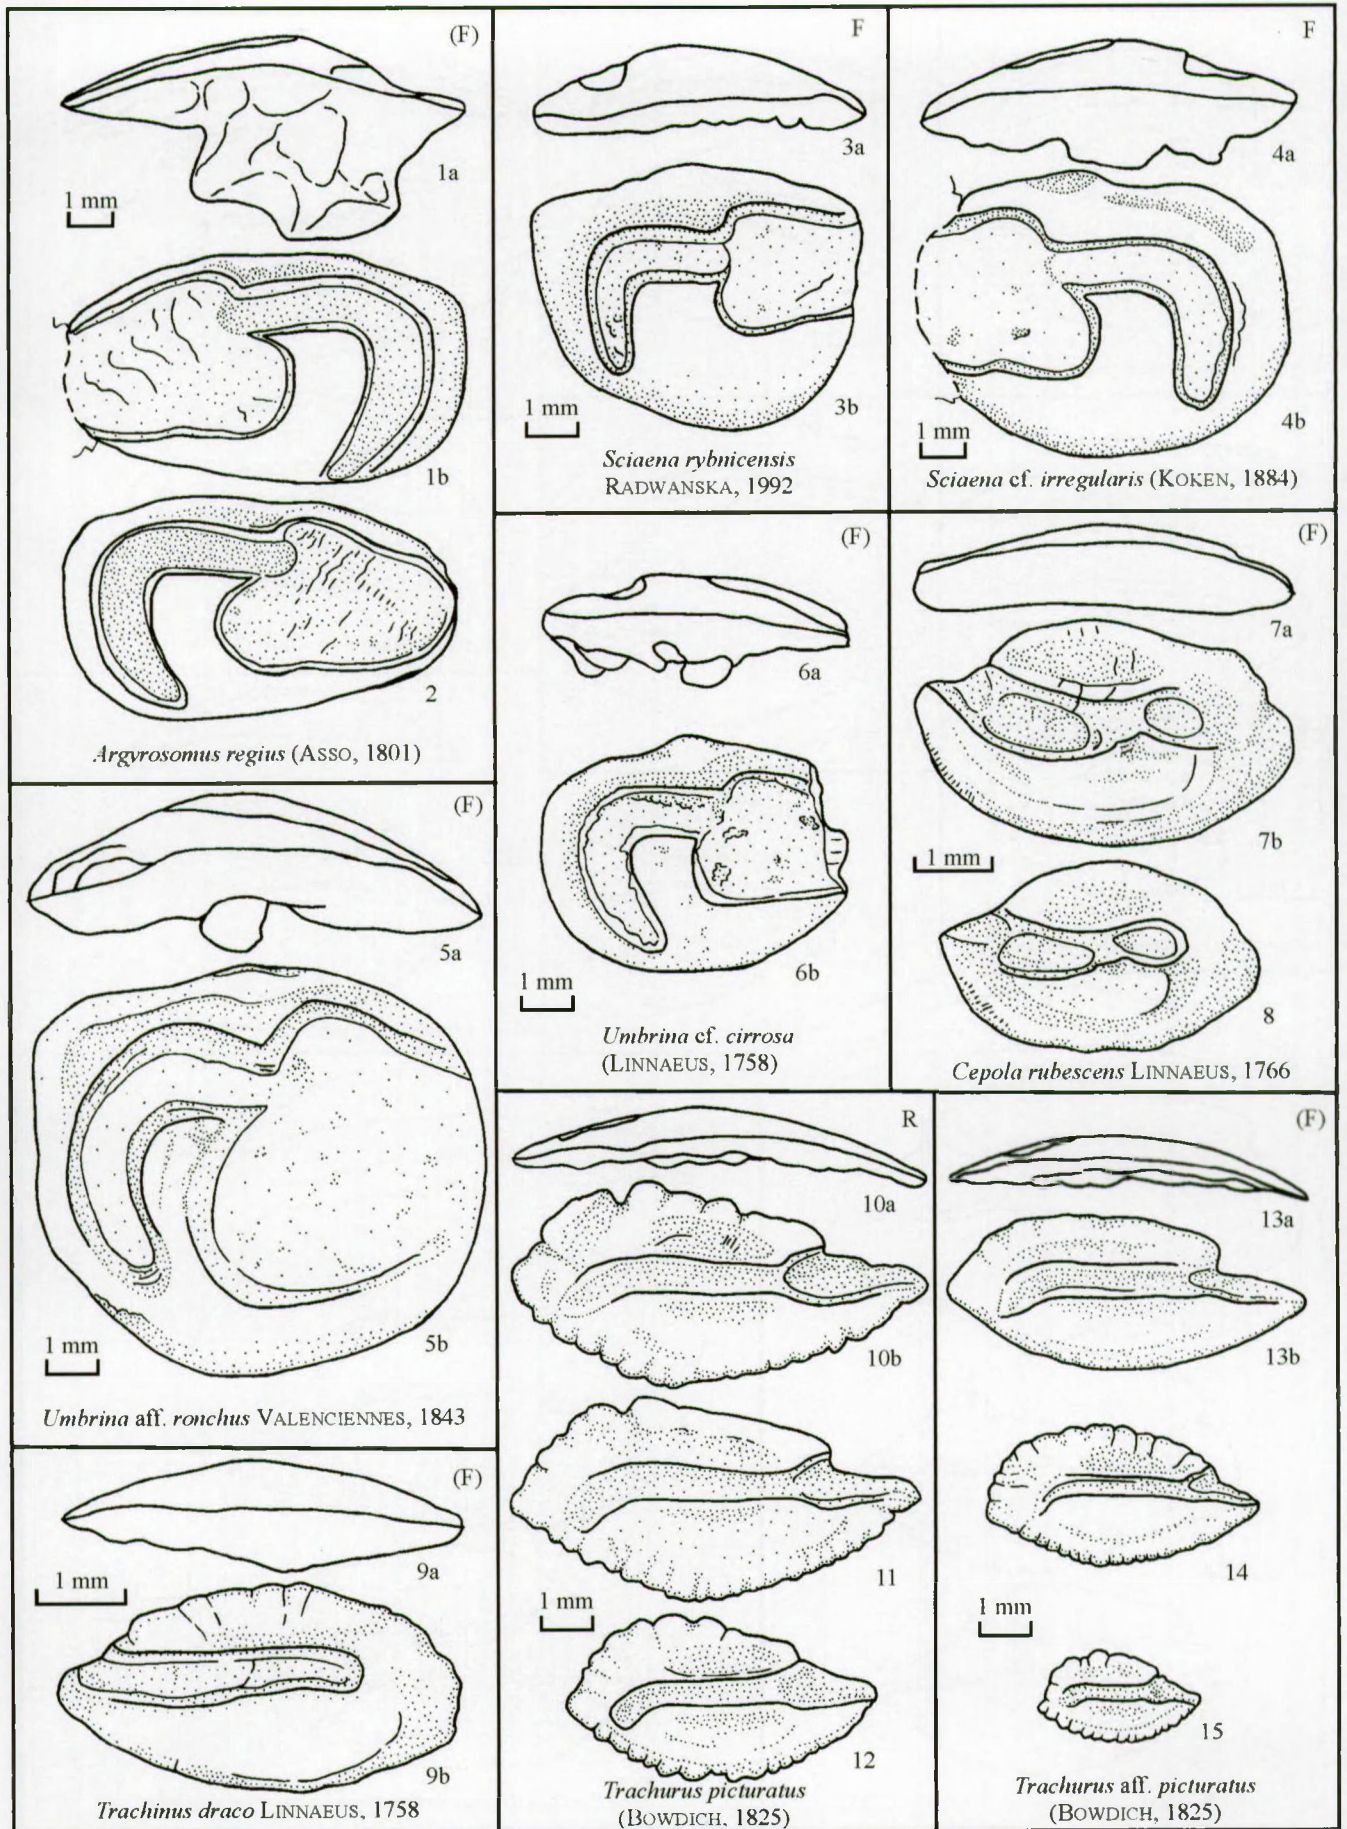 (F)
1a
1 mm
1b
2
Argyrosomus regius (ASSO, 1801)
F
3a
1 mm
3b
Sciaena rybnicensis
RADWANSKA, 1992
F
4a
1 mm
4b
Sciaena cf. irregularis (KOKEN, 1884)
(F)
5a
1 mm
5b
Umbrina aff. ronchus VALENCIENNES, 1843
(F)
6a
1 mm
6b
Umbrina cf. cirrosa
(LINNAEUS, 1758)
(F)
7a
7b
1 mm
8
Cepola rubescens LINNAEUS, 1766
(F)
9a
1 mm
9b
Trachinus draco LINNAEUS, 1758
R
10a
10b
11
1 mm
12
Trachurus picturatus
(BOWDICH, 1825)
(F)
13a
13b
14
1 mm
15
Trachurus aff. picturatus
(BOWDICH, 1825)